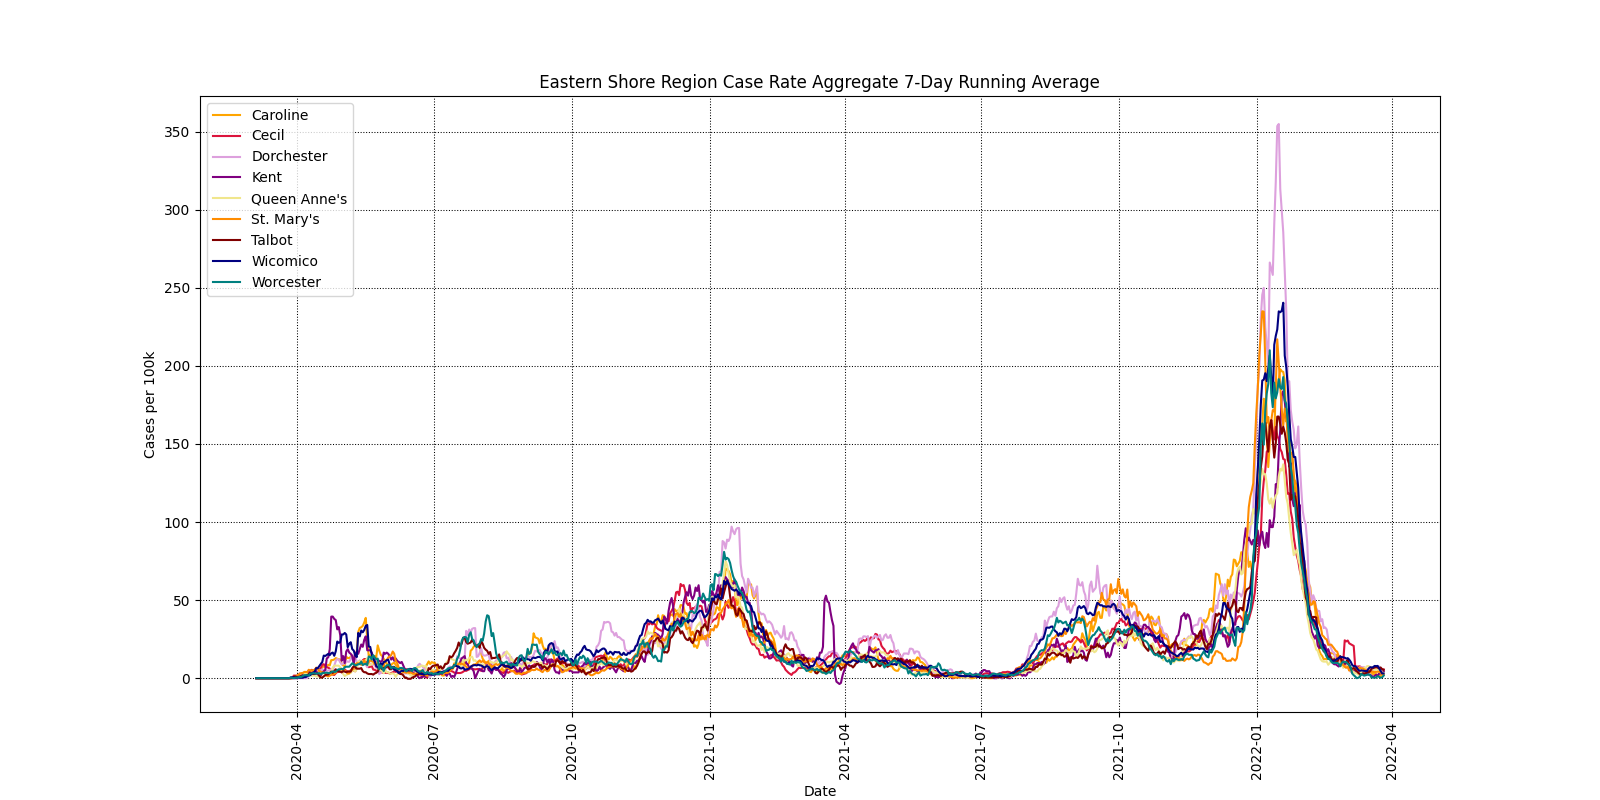 Eastern Shore Region Case Rate Aggregate 7-Day Running Average
Caroline
Cecil
Dorchester
Kent
Queen Anne's
St. Mary's
Talbot
Wicomico
Worcester
350
300
250
200
150
100
50
0
Cases per 100k
2020-04
2020-07
2020-10
2021-01
2021-04
2021-07
2021-10
2022-01
2022-04
Date